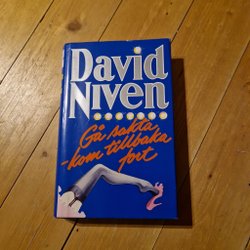 David
Niven
Gå sakta
-kom tillbaka
fort